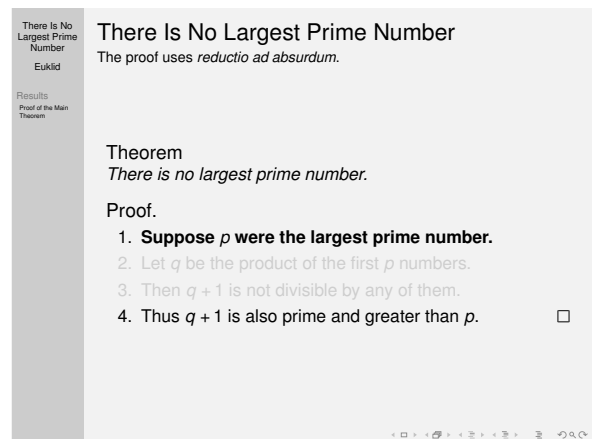 There Is No
Largest Prime
Number
Euklid
Results
Proof of the Main
Theorem
There Is No Largest Prime Number
The proof uses reductio ad absurdum.
Theorem
There is no largest prime number.
Proof.
1. Suppose p were the largest prime number.
2. Let q be the product of the first p numbers.
3. Then q + 1 is not divisible by any of them.
4. Thus q + 1 is also prime and greater than p.